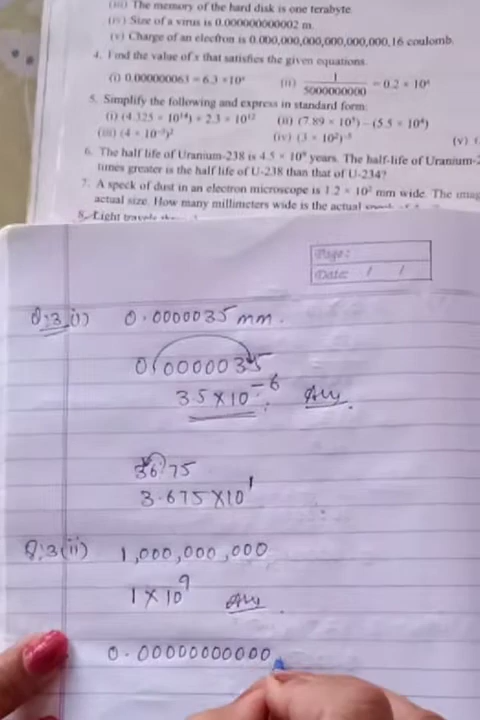 (iii) The memory of the hard disk is one terabyte.
(iv) Size of a virus is 0.000000000002 m.
(v) Charge of an electron is 0.000,000,000,000,000,000,16 coulomb.
4. Find the value of x that satisfies the given equations.
(i) 0.000000063 = 6.3 × 10ˣ (ii) 1/5000000000 = 0.2 × 10ˣ
5. Simplify the following and express in standard form.
(i) (4.325 × 10¹⁴) + 2.3 × 10¹² (ii) (7.89 × 10⁵) – (5.5 × 10⁴)
(iii) (4 × 10⁻³)² (iv) (3 × 10²)⁻³ (v)
6. The half life of Uranium-238 is 4.5 × 10⁹ years. The half-life of Uranium-
times greater is the half life of U-238 than that of U-234?
7. A speck of dust in an electron microscope is 1.2 × 10² mm wide. The
actual size. How many millimeters wide is the actual
8. Light travels
Page:
Date: / /
Q:3(i) 0.0000035 mm.
0.0000035
3.5 × 10⁻⁶ Ans.
36.75
3.675 × 10¹
Q.3(ii) 1,000,000,000
1 × 10⁹ Ans.
0.00000000000